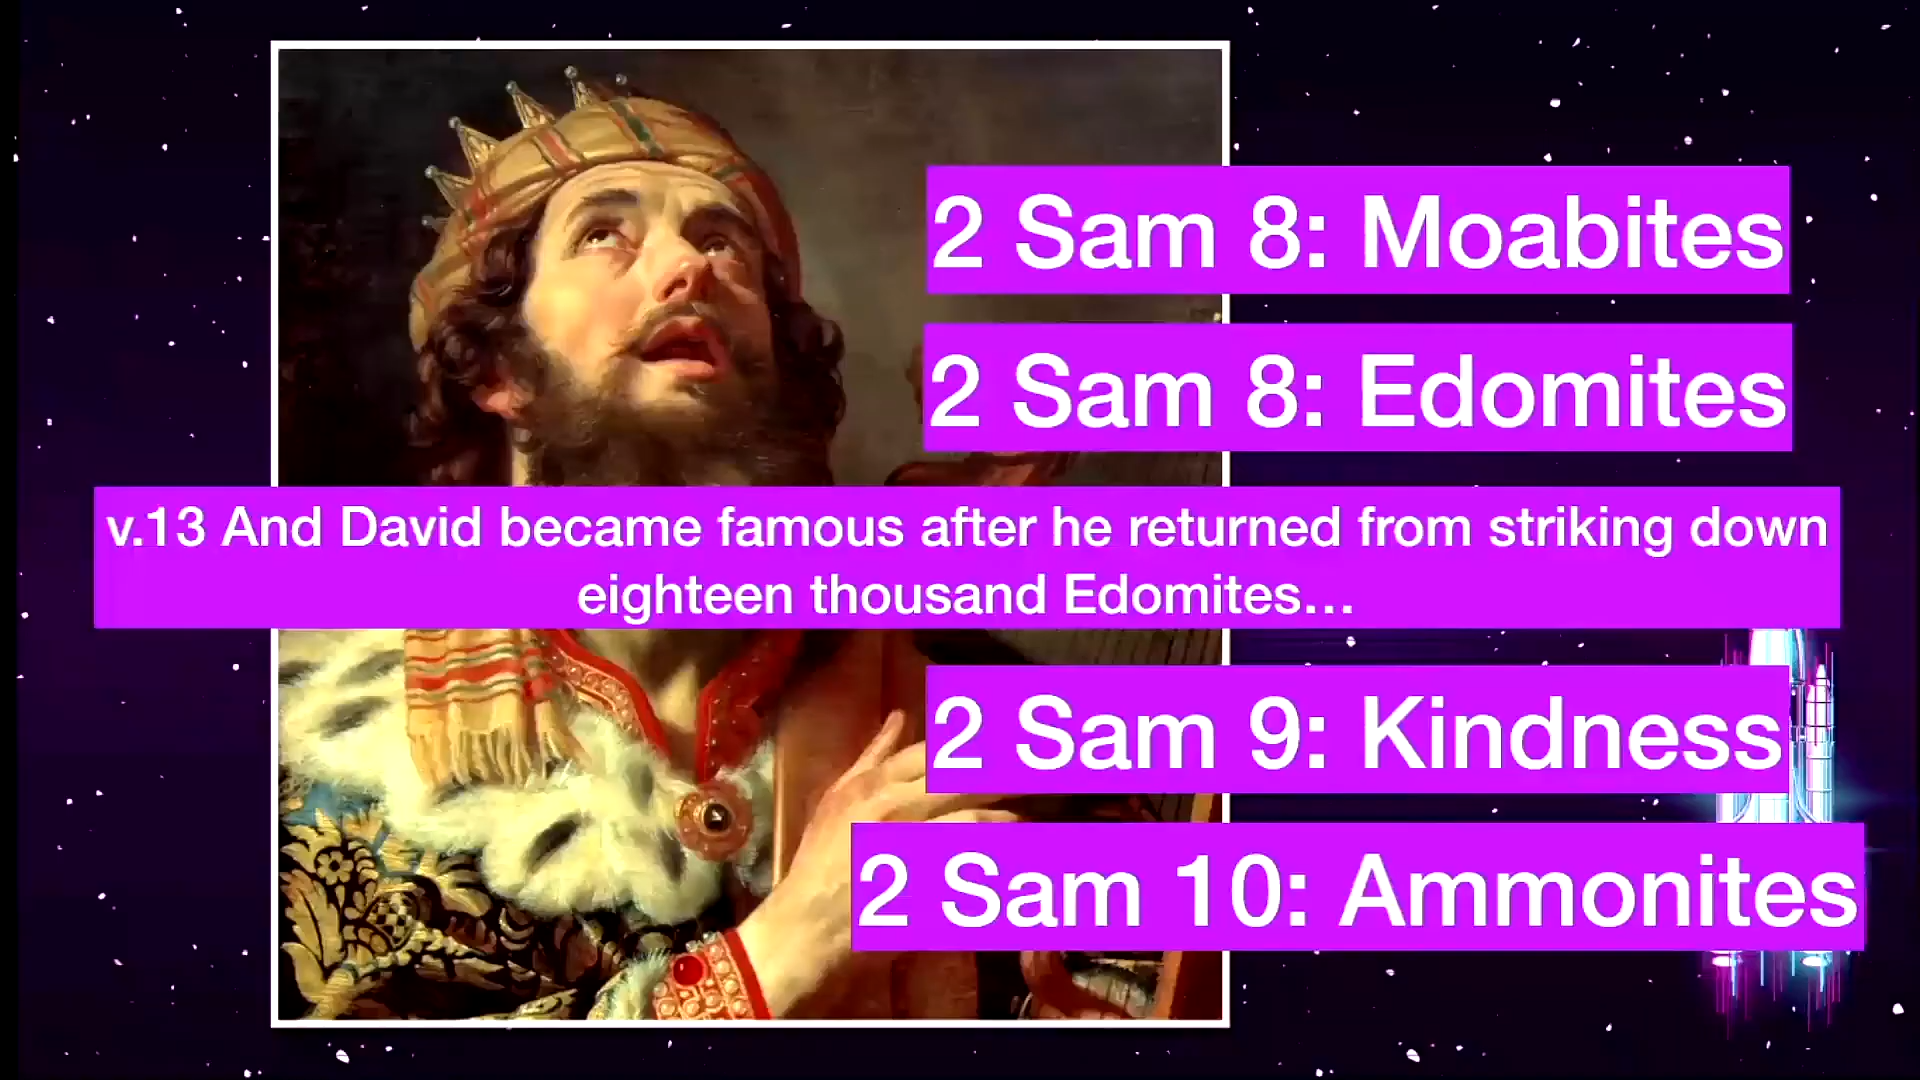 2 Sam 8: Moabites
2 Sam 8: Edomites
v.13 And David became famous after he returned from striking down
eighteen thousand Edomites…
2 Sam 9: Kindness
2 Sam 10: Ammonites